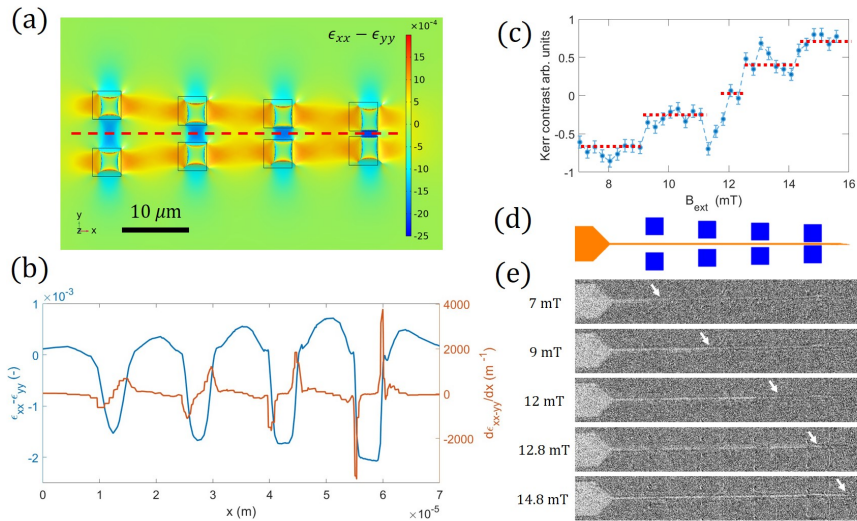 (a)
ϵxx − ϵyy
×10⁻⁴
20
15
10
5
0
-5
-10
-15
-20
-25
y
z x
10 μm
(b)
×10⁻³
1
0
-1
-2
ϵxx-ϵyy (-)
4000
2000
0
-2000
dϵxx-yy/dx (m⁻¹)
0 1 2 3 4 5 6 7
x (m)
×10⁻⁵
(c)
1
0.5
0
-0.5
-1
Kerr contrast arb. units
8 10 12 14 16
Bext (mT)
(d)
(e)
7 mT
9 mT
12 mT
12.8 mT
14.8 mT